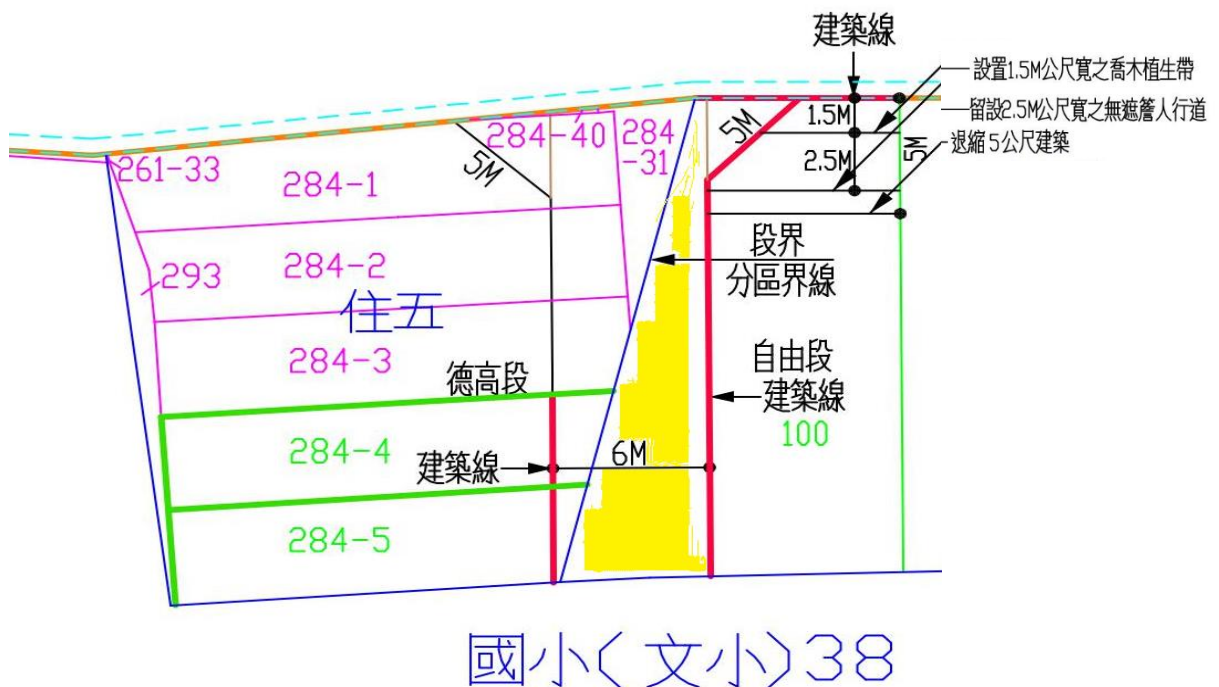 建築線
設置1.5M公尺寬之喬木植生帶
留設2.5M公尺寬之無遮簷人行道
退縮5公尺建築
1.5M
5M
2.5M
5M
284-40
284
-31
5M
261-33
284-1
293
284-2
住五
段界
分區界線
284-3
德高段
自由段
建築線
100
284-4
建築線
6M
284-5
國小(文小)38